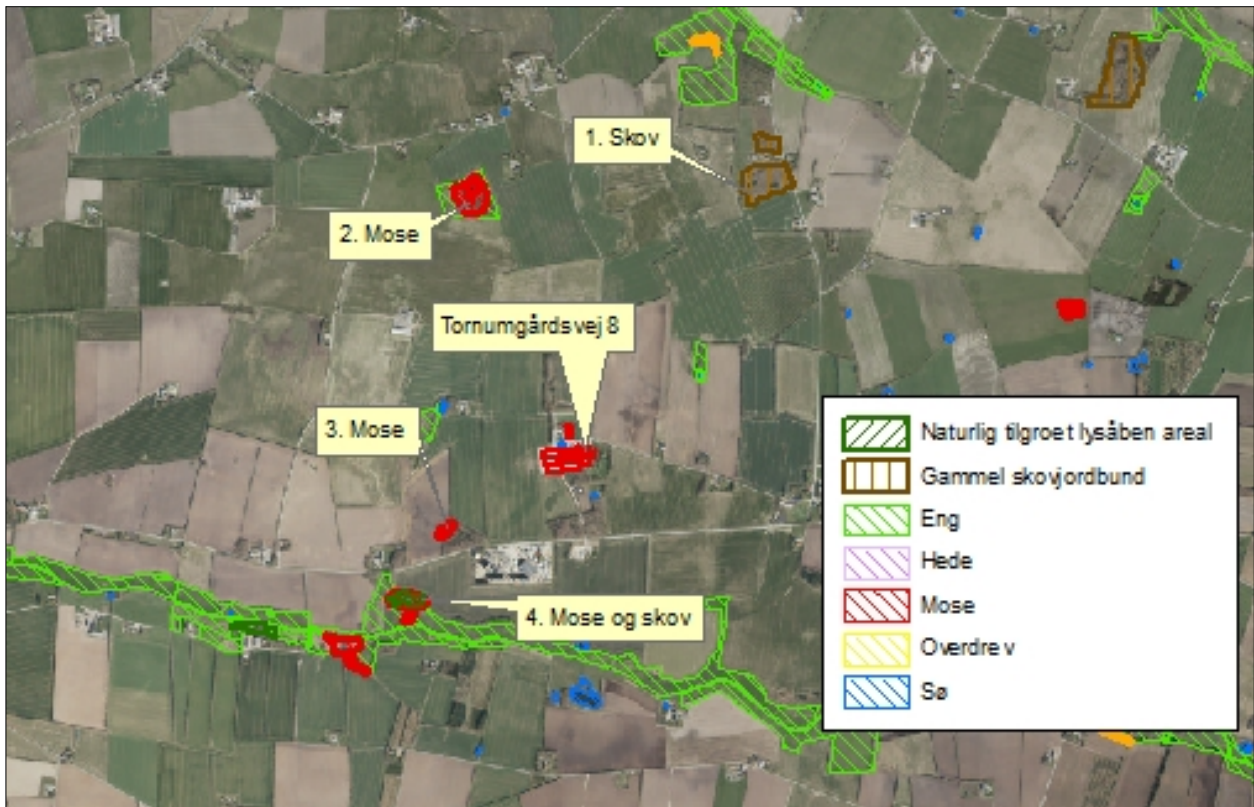 1. Skov
2. Mose
Tornumgårdsvej 8
3. Mose
4. Mose og skov
Naturlig tilgroet lysåben areal
Gammel skovjordbund
Eng
Hede
Mose
Overdrev
Sø